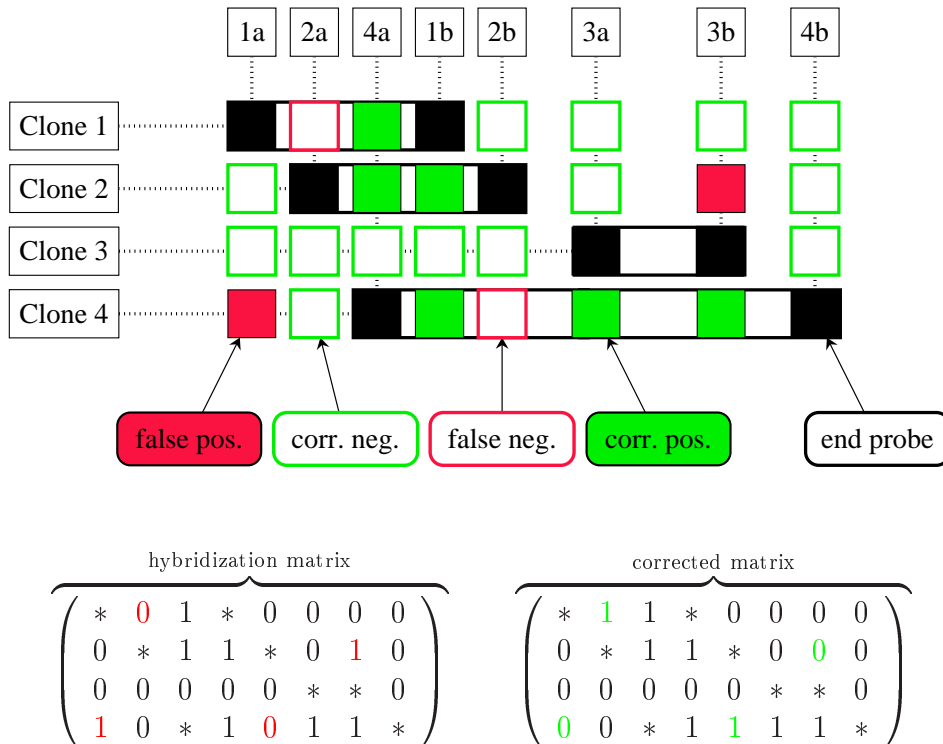 1a 2a 4a 1b 2b 3a 3b 4b
Clone 1
Clone 2
Clone 3
Clone 4
false pos. corr. neg. false neg. corr. pos. end probe
hybridization matrix corrected matrix
* 0 1 * 0 0 0 0 * 1 1 * 0 0 0 0
0 * 1 1 * 0 1 0 0 * 1 1 * 0 0 0
0 0 0 0 0 * * 0 0 0 0 0 0 * * 0
1 0 * 1 0 1 1 * 0 0 * 1 1 1 1 *